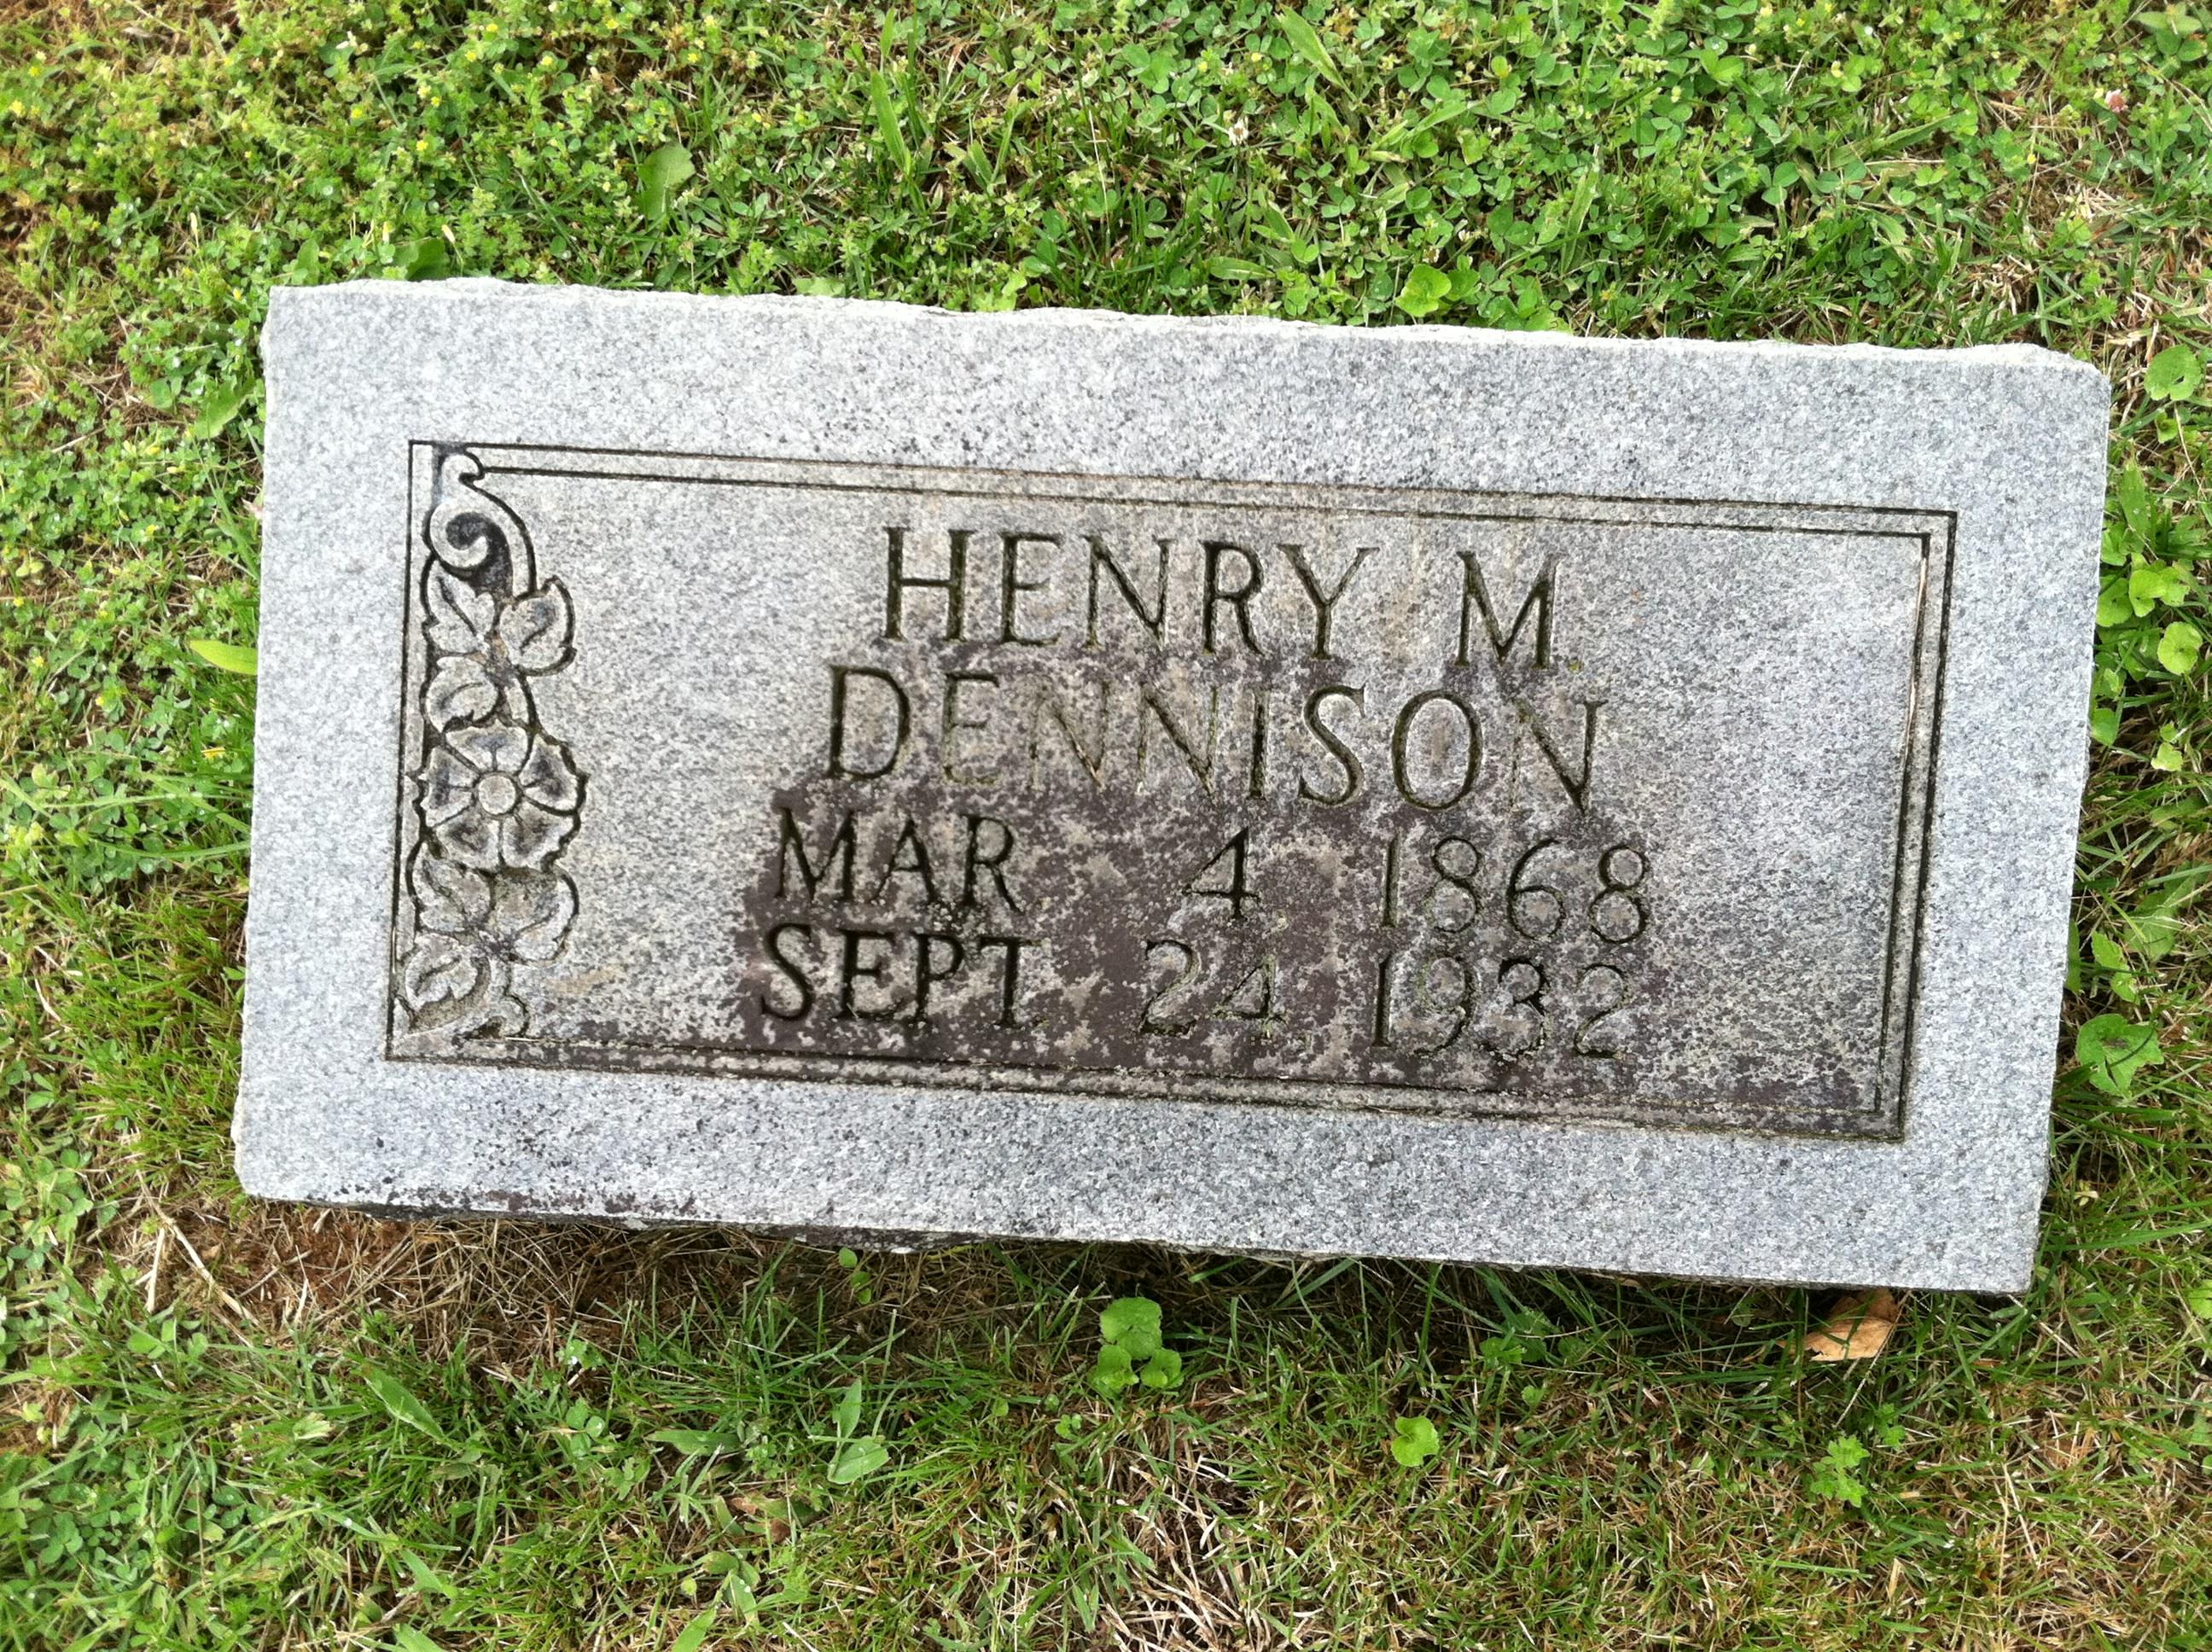 HENRY M.
DENNISON
MAR 4 1868
SEPT 24, 1932